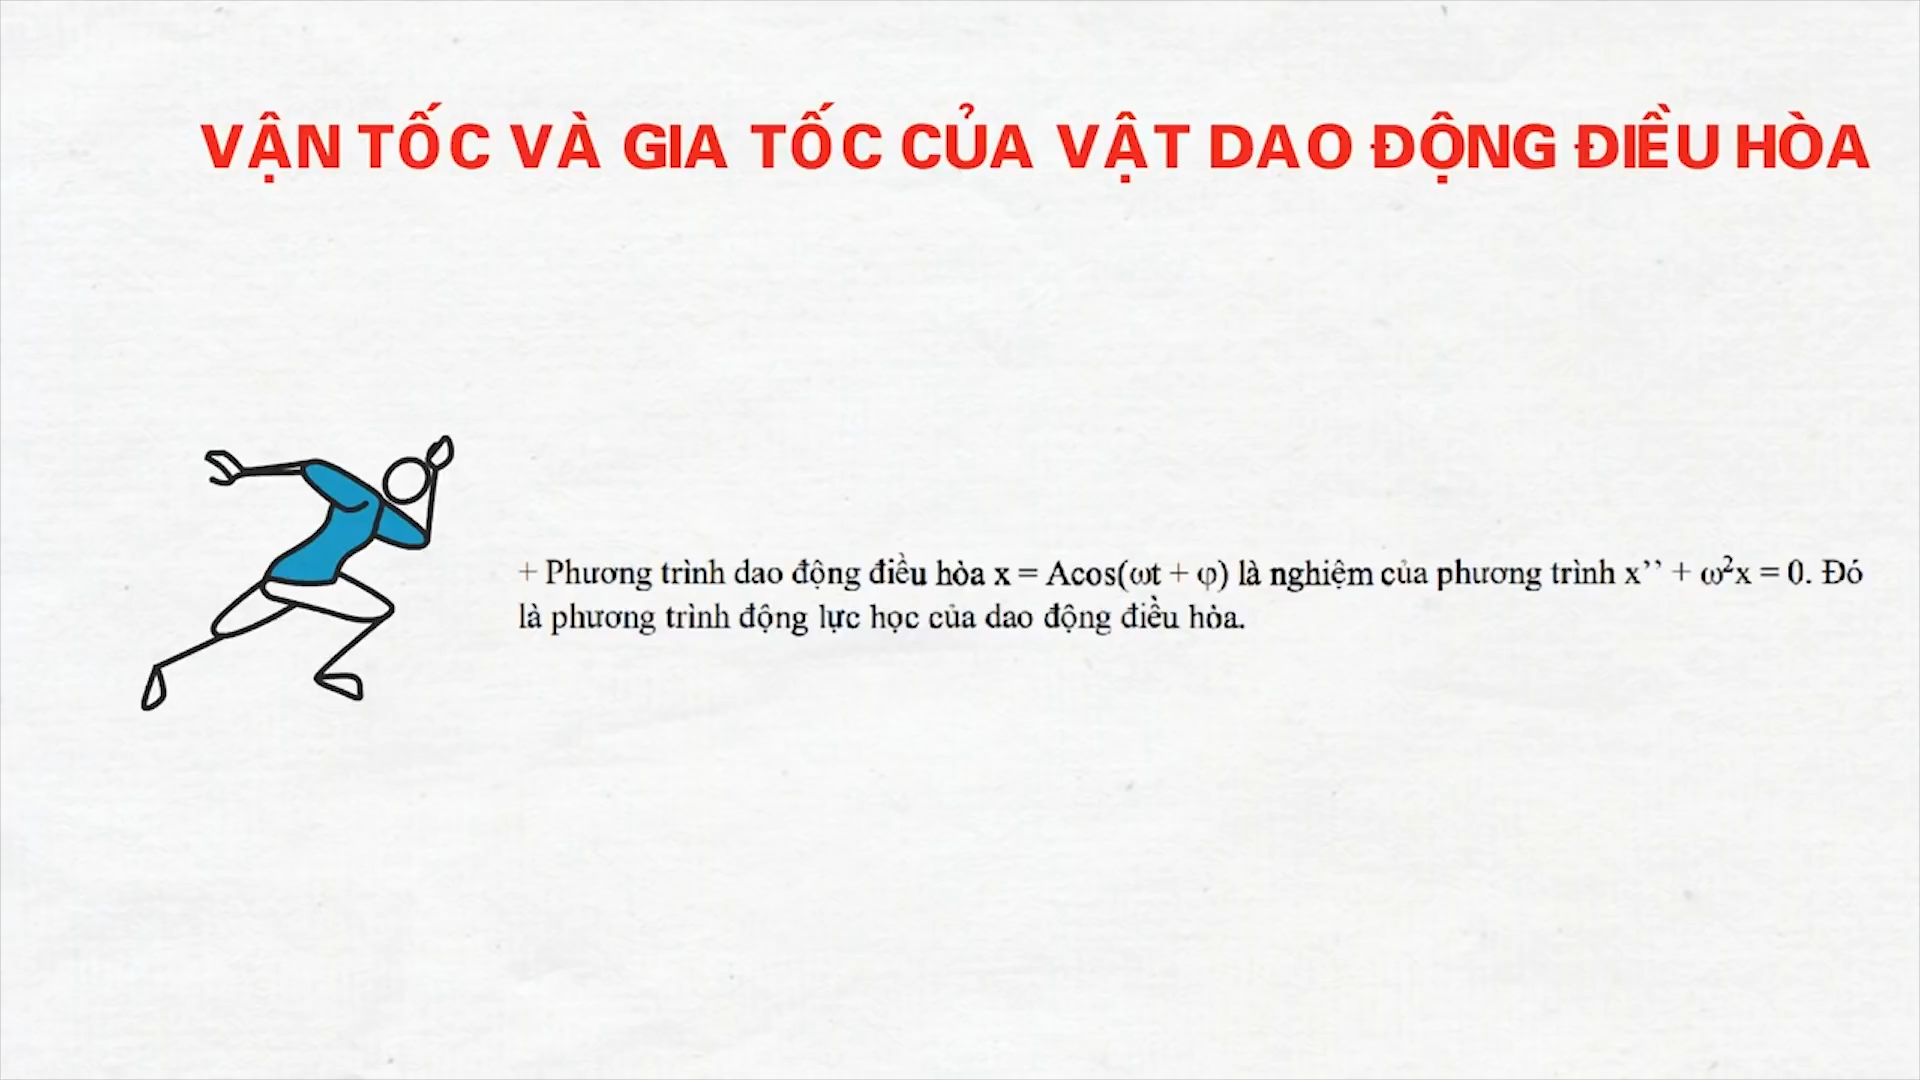 VẬN TỐC VÀ GIA TỐC CỦA VẬT DAO ĐỘNG ĐIỀU HÒA
+ Phương trình dao động điều hòa x = Acos(ωt + φ) là nghiệm của phương trình x’’ + ω²x = 0. Đó
là phương trình động lực học của dao động điều hòa.